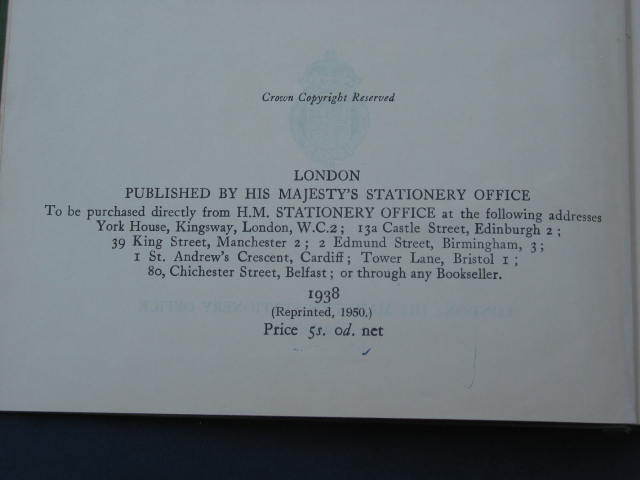 Crown Copyright Reserved
LONDON
PUBLISHED BY HIS MAJESTY'S STATIONERY OFFICE
To be purchased directly from H.M. STATIONERY OFFICE at the following addresses
York House, Kingsway, London, W.C.2; 13a Castle Street, Edinburgh 2;
39 King Street, Manchester 2; 2 Edmund Street, Birmingham, 3;
1 St. Andrew's Crescent, Cardiff; Tower Lane, Bristol 1;
80, Chichester Street, Belfast; or through any Bookseller.
1938
(Reprinted, 1950.)
Price 5s. 0d. net